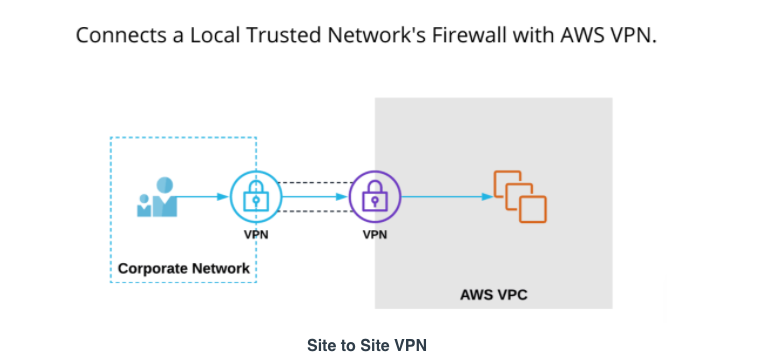 Connects a Local Trusted Network's Firewall with AWS VPN.
VPN
VPN
Corporate Network
AWS VPC
Site to Site VPN